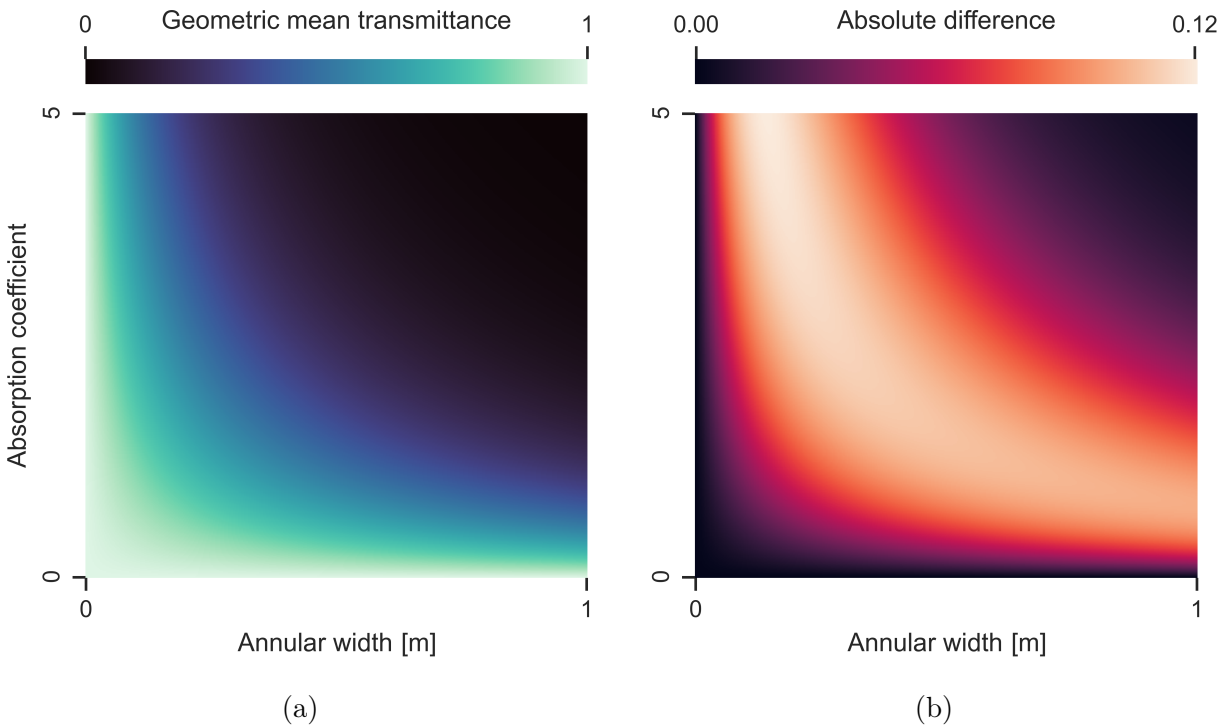 Geometric mean transmittance
0 1
Absorption coefficient
5
0
0 1
Annular width [m]
(a)
Absolute difference
0.00 0.12
5
0
0 1
Annular width [m]
(b)